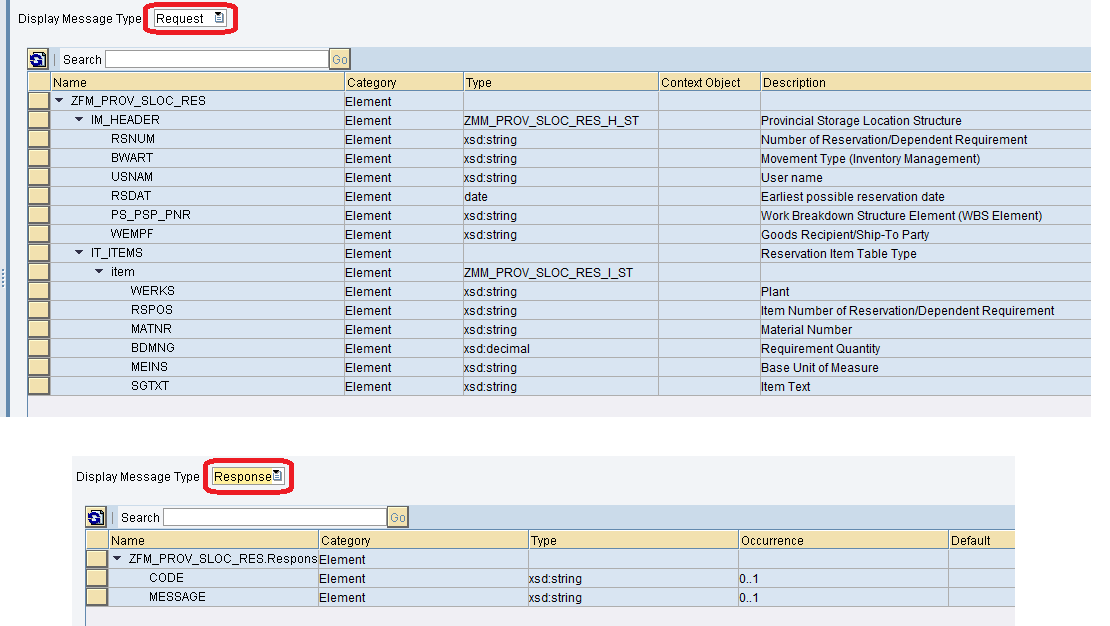 Display Message Type Request
Search Go
Name Category Type Context Object Description
ZFM_PROV_SLOC_RES Element
IM_HEADER Element ZMM_PROV_SLOC_RES_H_ST Provincial Storage Location Structure
RSNUM Element xsd:string Number of Reservation/Dependent Requirement
BWART Element xsd:string Movement Type (Inventory Management)
USNAM Element xsd:string User name
RSDAT Element date Earliest possible reservation date
PS_PSP_PNR Element xsd:string Work Breakdown Structure Element (WBS Element)
WEMPF Element xsd:string Goods Recipient/Ship-To Party
IT_ITEMS Element Reservation Item Table Type
item Element ZMM_PROV_SLOC_RES_I_ST
WERKS Element xsd:string Plant
RSPOS Element xsd:string Item Number of Reservation/Dependent Requirement
MATNR Element xsd:string Material Number
BDMNG Element xsd:decimal Requirement Quantity
MEINS Element xsd:string Base Unit of Measure
SGTXT Element xsd:string Item Text
Display Message Type Response
Search Go
Name Category Type Occurrence Default
ZFM_PROV_SLOC_RES.Respons Element
CODE Element xsd:string 0..1
MESSAGE Element xsd:string 0..1